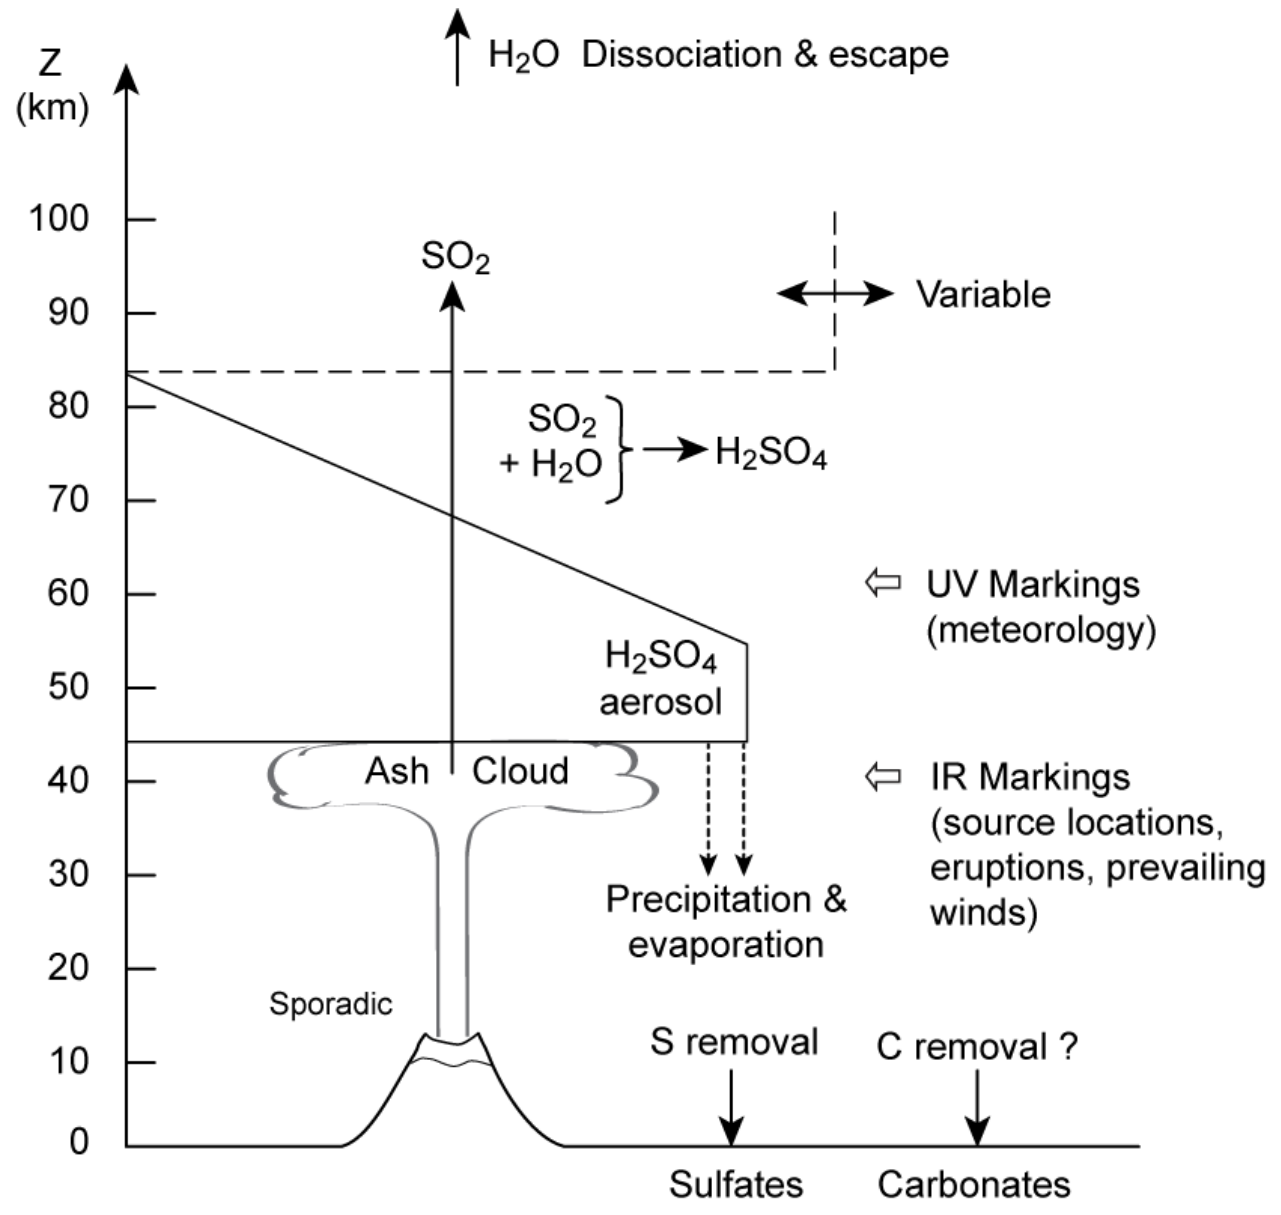 H₂O Dissociation & escape
Z
(km)
100
SO₂
90
Variable
80
SO₂
+ H₂O
H₂SO₄
70
60
UV Markings
(meteorology)
H₂SO₄
aerosol
50
Ash Cloud
40
IR Markings
(source locations,
eruptions, prevailing
winds)
30
Precipitation &
evaporation
20
Sporadic
10
S removal
C removal ?
0
Sulfates
Carbonates